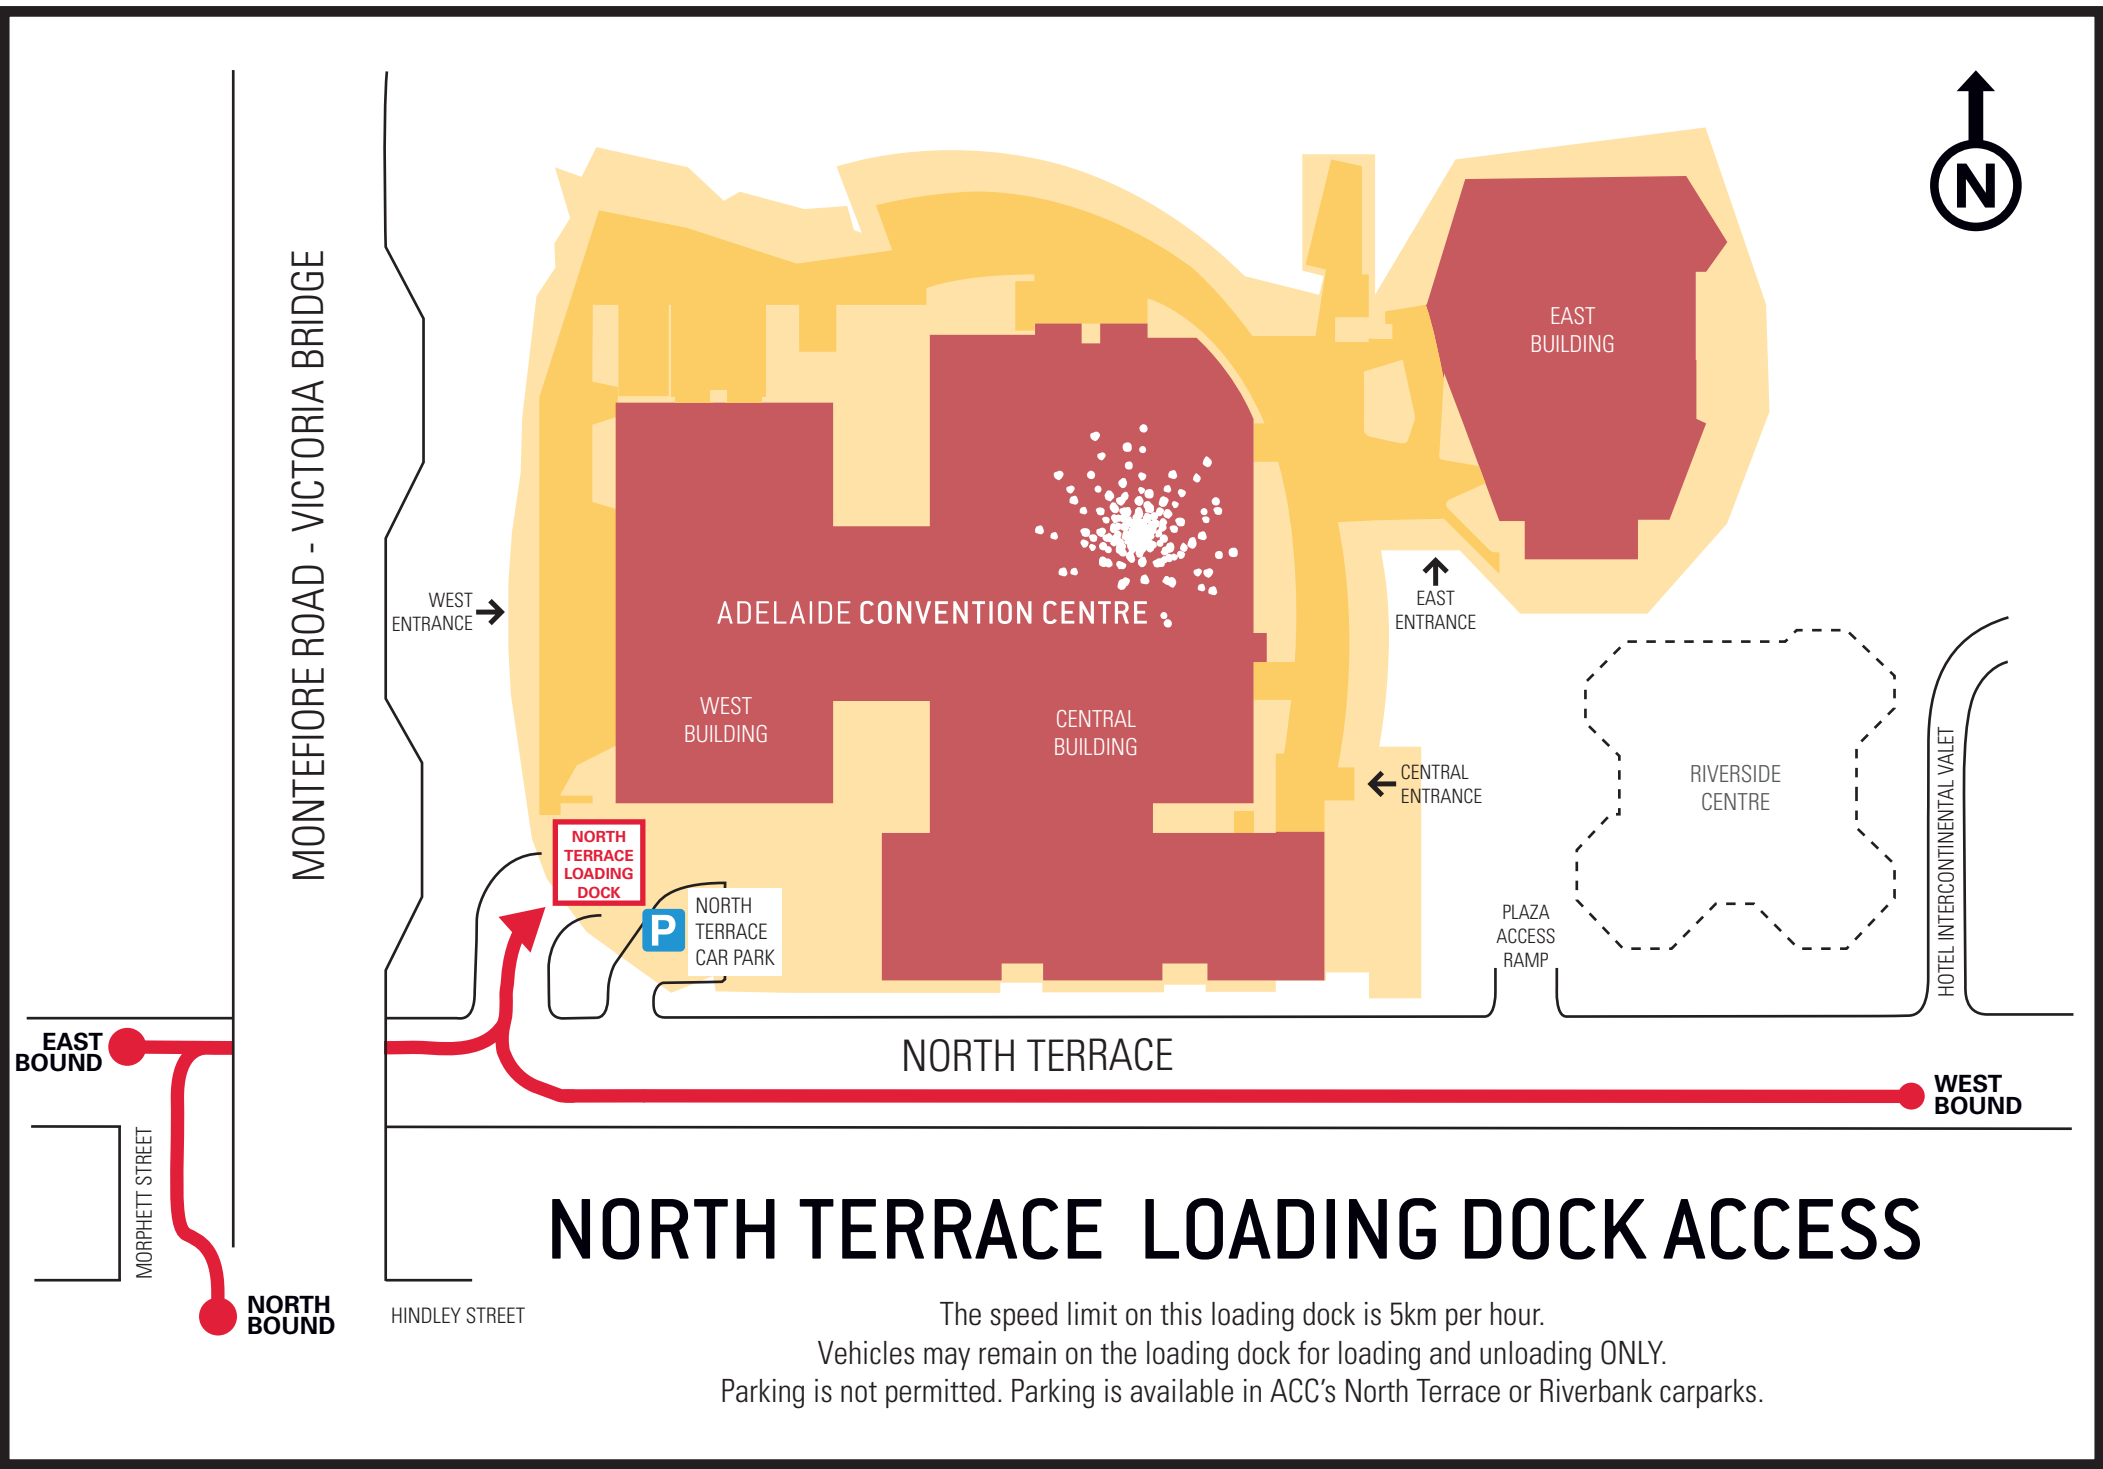 N
MONTEFIORE ROAD - VICTORIA BRIDGE
EAST
BUILDING
WEST
ENTRANCE
ADELAIDE CONVENTION CENTRE
EAST
ENTRANCE
WEST
BUILDING
CENTRAL
BUILDING
CENTRAL
ENTRANCE
RIVERSIDE
CENTRE
HOTEL INTERCONTINENTAL VALET
NORTH
TERRACE
LOADING
DOCK
P
NORTH
TERRACE
CAR PARK
PLAZA
ACCESS
RAMP
EAST
BOUND
NORTH TERRACE
WEST
BOUND
MORPHETT STREET
NORTH
BOUND
HINDLEY STREET
NORTH TERRACE LOADING DOCK ACCESS
The speed limit on this loading dock is 5km per hour.
Vehicles may remain on the loading dock for loading and unloading ONLY.
Parking is not permitted. Parking is available in ACC's North Terrace or Riverbank carparks.